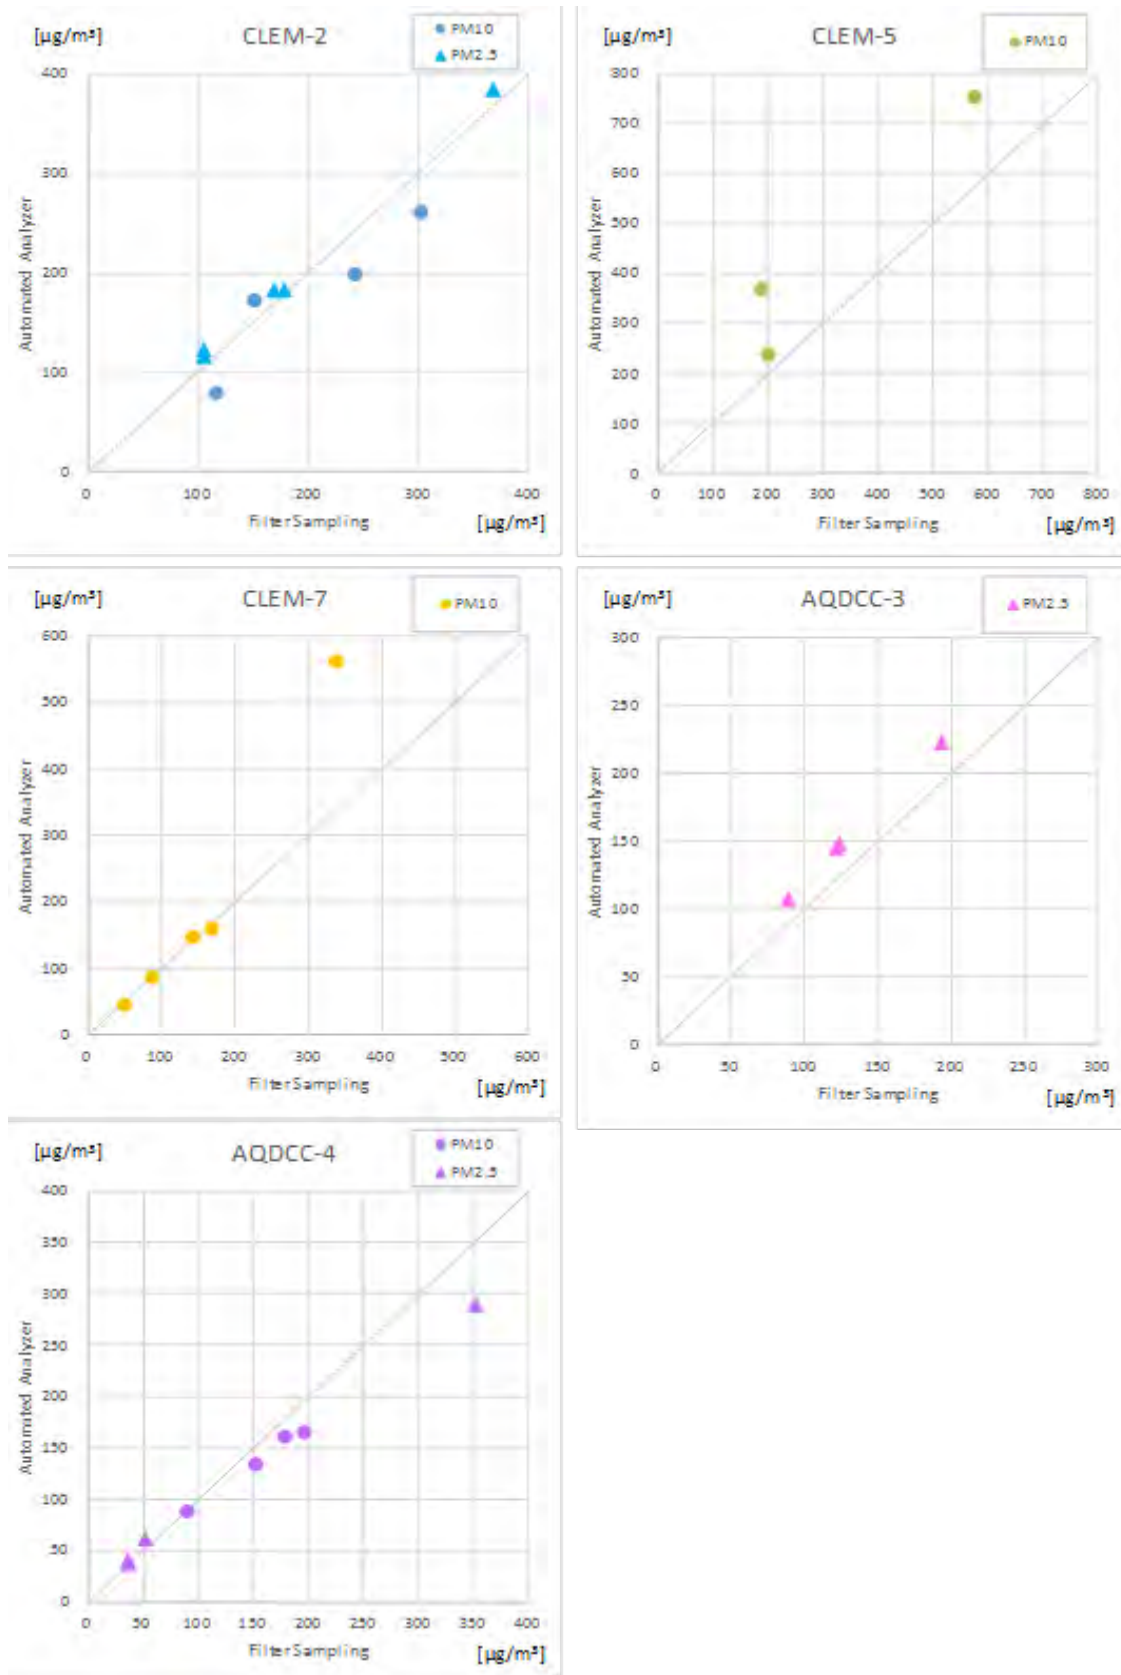 [µg/m³] CLEM-2 PM10
PM2.5
400
300
200
100
0
Automated Analyzer
0 100 200 300 400
Filter Sampling [µg/m³]
[µg/m³] CLEM-5 PM10
800
700
600
500
400
300
200
100
0
Automated Analyzer
0 100 200 300 400 500 600 700 800
Filter Sampling [µg/m³]
[µg/m³] CLEM-7 PM10
600
500
400
300
200
100
0
Automated Analyzer
0 100 200 300 400 500 600
Filter Sampling [µg/m³]
[µg/m³] AQDCC-3 PM2.5
300
250
200
150
100
50
0
Automated Analyzer
0 50 100 150 200 250 300
Filter Sampling [µg/m³]
[µg/m³] AQDCC-4 PM10
PM2.5
400
350
300
250
200
150
100
50
0
Automated Analyzer
0 50 100 150 200 250 300 350 400
Filter Sampling [µg/m³]